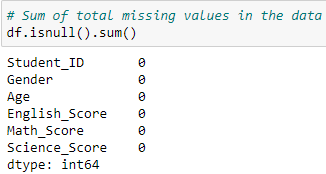 # Sum of total missing values in the data
df.isnull().sum()
Student_ID 0
Gender 0
Age 0
English_Score 0
Math_Score 0
Science_Score 0
dtype: int64